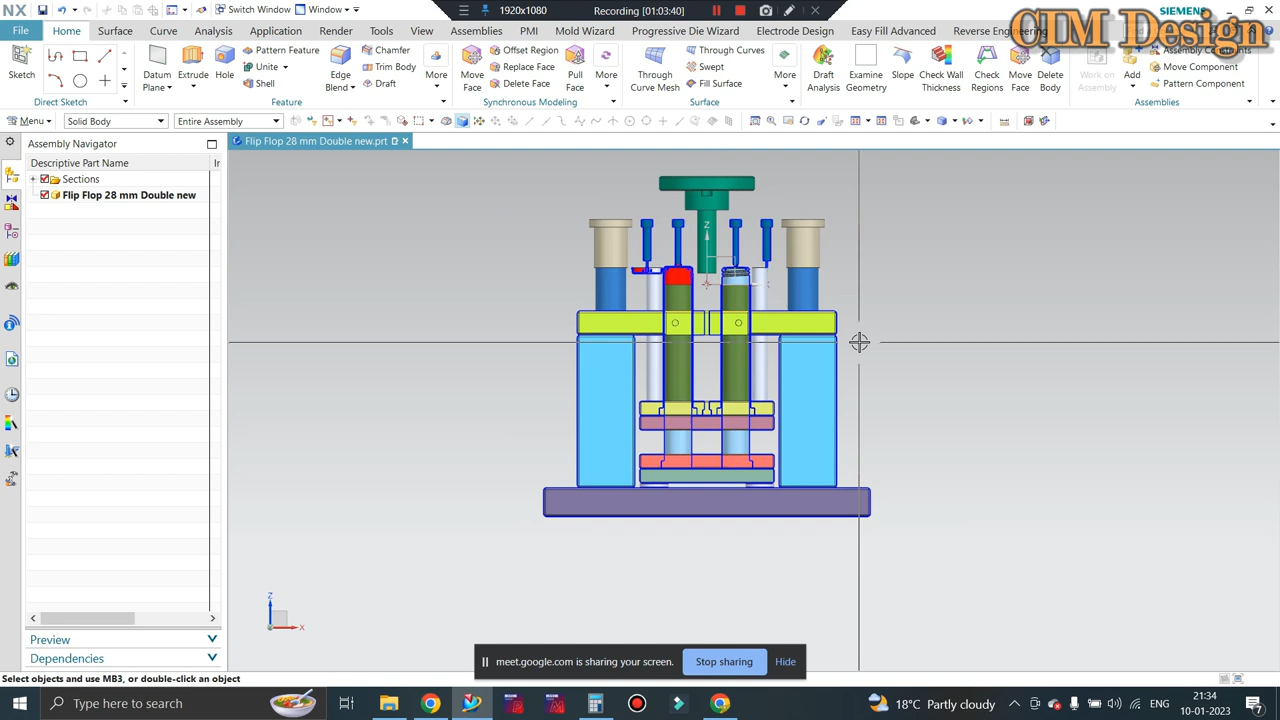 NX
Switch Window
Window
1920x1080
Recording [01:03:40]
SIEMENS
CIM Design
File
Home
Surface
Curve
Analysis
Application
Render
Tools
View
Assemblies
PMI
Mold Wizard
Progressive Die Wizard
Electrode Design
Easy Fill Advanced
Reverse Engineering
Sketch
Direct Sketch
Datum Plane
Extrude
Hole
Pattern Feature
Unite
Shell
Edge Blend
Chamfer
Trim Body
Draft
More
Feature
Move Face
Offset Region
Replace Face
Delete Face
Pull Face
More
Synchronous Modeling
Through Curve Mesh
Through Curves
Swept
Fill Surface
More
Surface
Draft Analysis
Examine Geometry
Slope
Check Wall Thickness
Check Regions
Move Face
Delete Body
Work on Assembly
Add
Assembly Constraints
Move Component
Pattern Component
Assemblies
Menu
Solid Body
Entire Assembly
Assembly Navigator
Flip Flop 28 mm Double new.prt
Descriptive Part Name
Ir
Sections
Flip Flop 28 mm Double new
Z
Z
X
Preview
Dependencies
meet.google.com is sharing your screen.
Stop sharing
Hide
Select objects and use MB3, or double-click an object
Type here to search
18°C Partly cloudy
ENG
21:34
10-01-2023
7